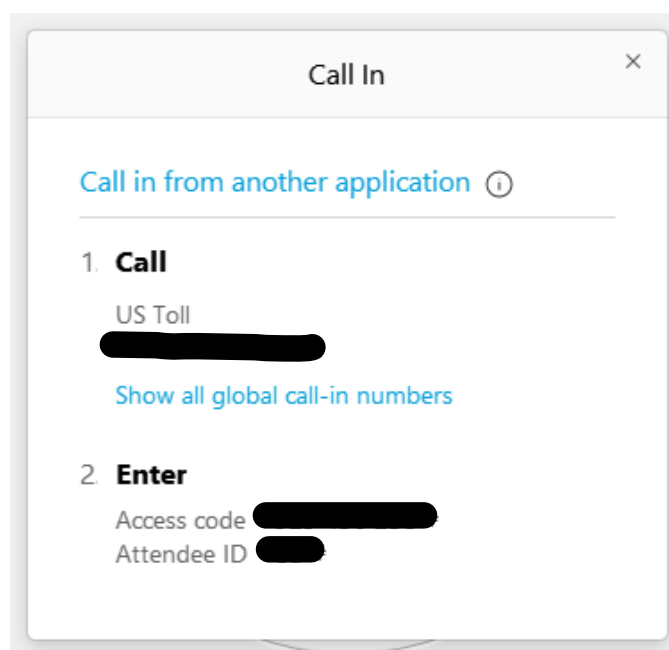 Call In
Call in from another application
1. Call
US Toll
Show all global call-in numbers
2. Enter
Access code
Attendee ID